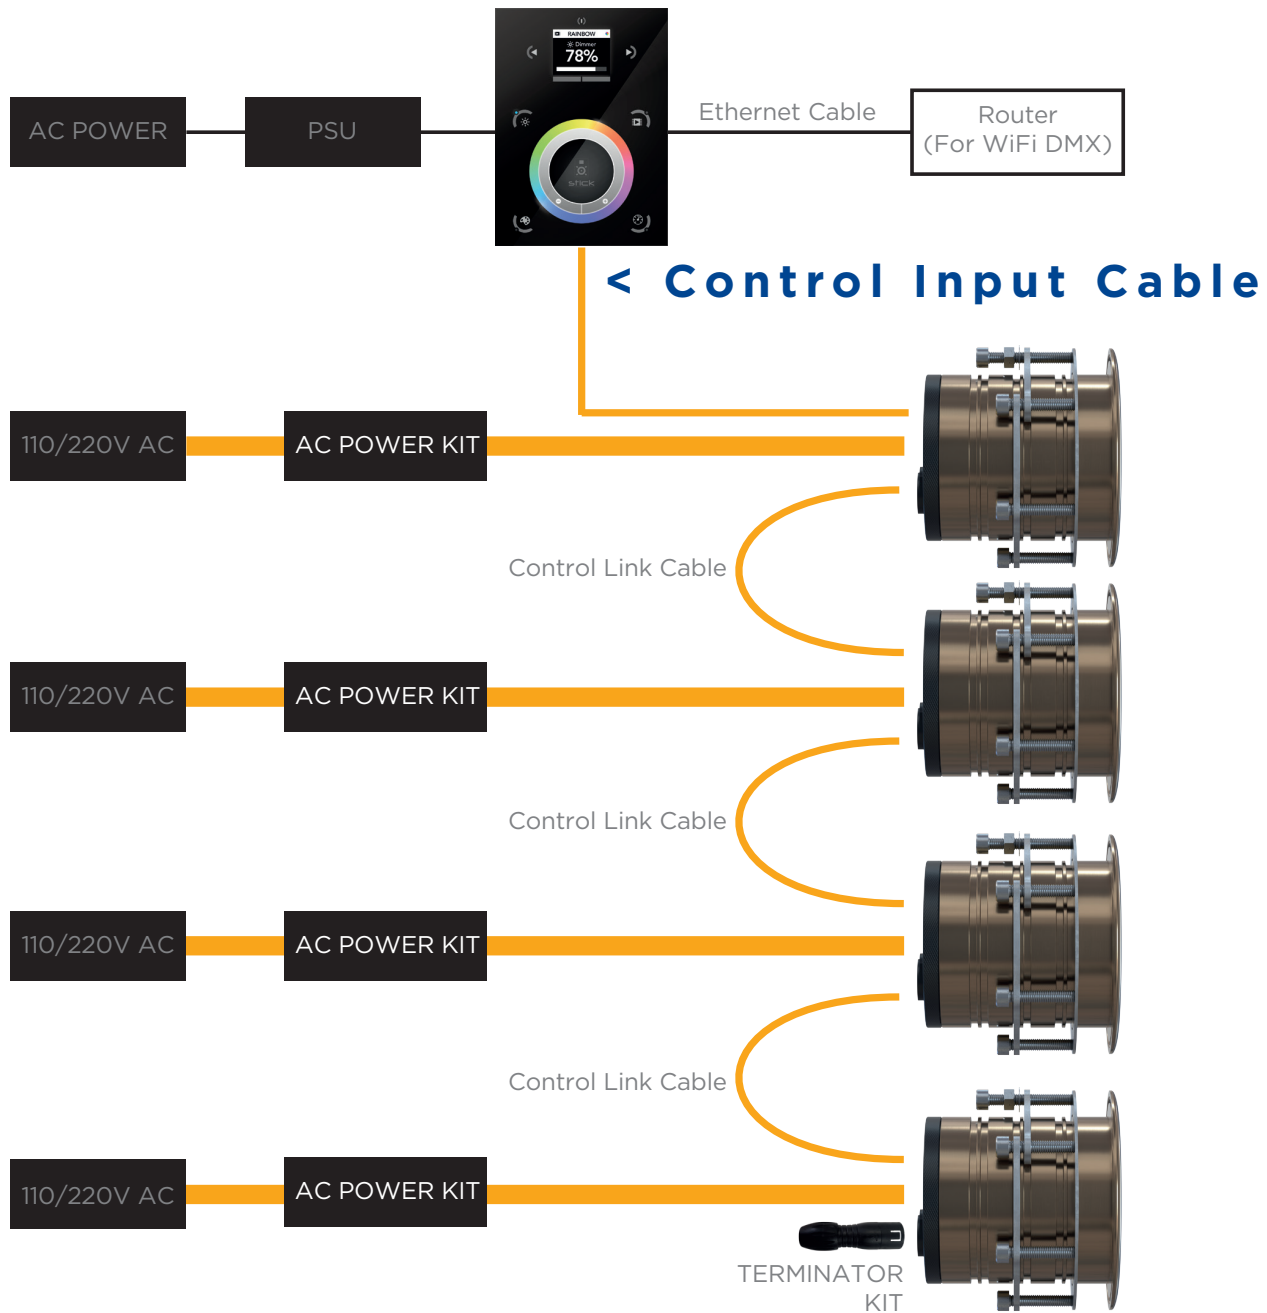 RAINBOW
Dimmer
78%
AC POWER
PSU
Ethernet Cable
Router
(For WiFi DMX)
STICK
< Control Input Cable
110/220V AC
AC POWER KIT
Control Link Cable
110/220V AC
AC POWER KIT
Control Link Cable
110/220V AC
AC POWER KIT
Control Link Cable
110/220V AC
AC POWER KIT
TERMINATOR
KIT